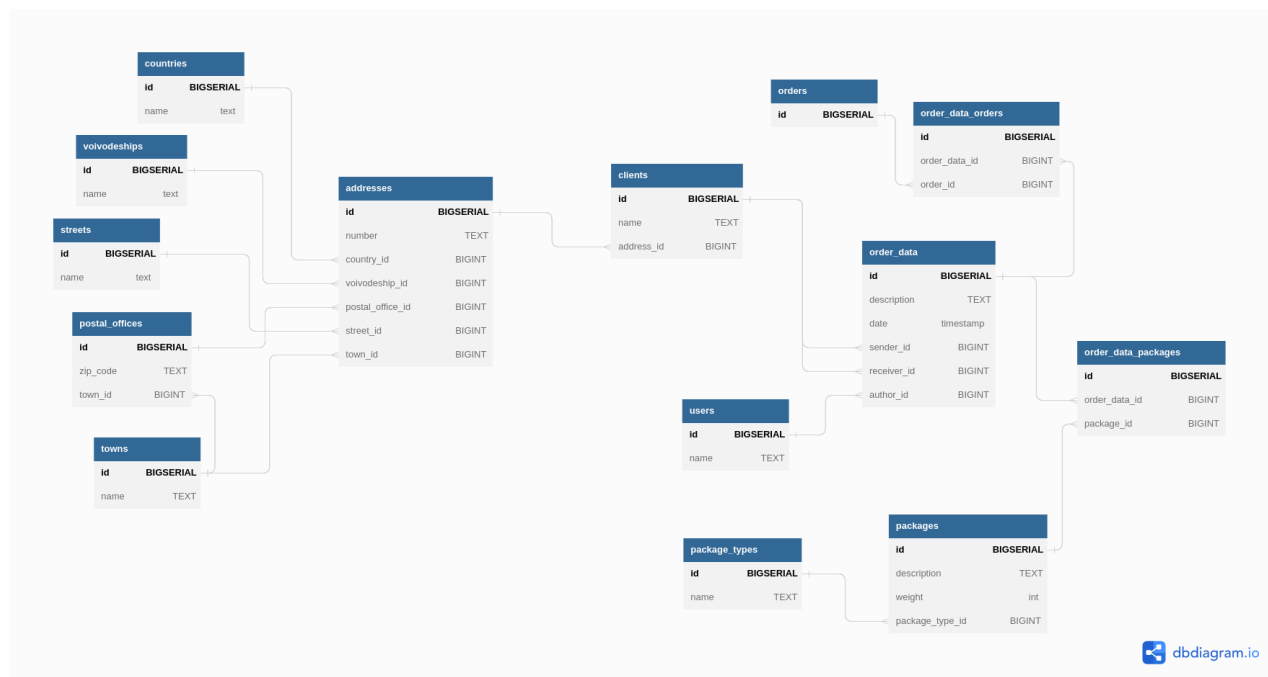 countries
id BIGSERIAL
name text
voivodeships
id BIGSERIAL
name text
streets
id BIGSERIAL
name text
postal_offices
id BIGSERIAL
zip_code TEXT
town_id BIGINT
towns
id BIGSERIAL
name TEXT
addresses
id BIGSERIAL
number TEXT
country_id BIGINT
voivodeship_id BIGINT
postal_office_id BIGINT
street_id BIGINT
town_id BIGINT
clients
id BIGSERIAL
name TEXT
address_id BIGINT
orders
id BIGSERIAL
order_data_orders
id BIGSERIAL
order_data_id BIGINT
order_id BIGINT
order_data
id BIGSERIAL
description TEXT
date timestamp
sender_id BIGINT
receiver_id BIGINT
author_id BIGINT
users
id BIGSERIAL
name TEXT
order_data_packages
id BIGSERIAL
order_data_id BIGINT
package_id BIGINT
package_types
id BIGSERIAL
name TEXT
packages
id BIGSERIAL
description TEXT
weight int
package_type_id BIGINT
dbdiagram.io